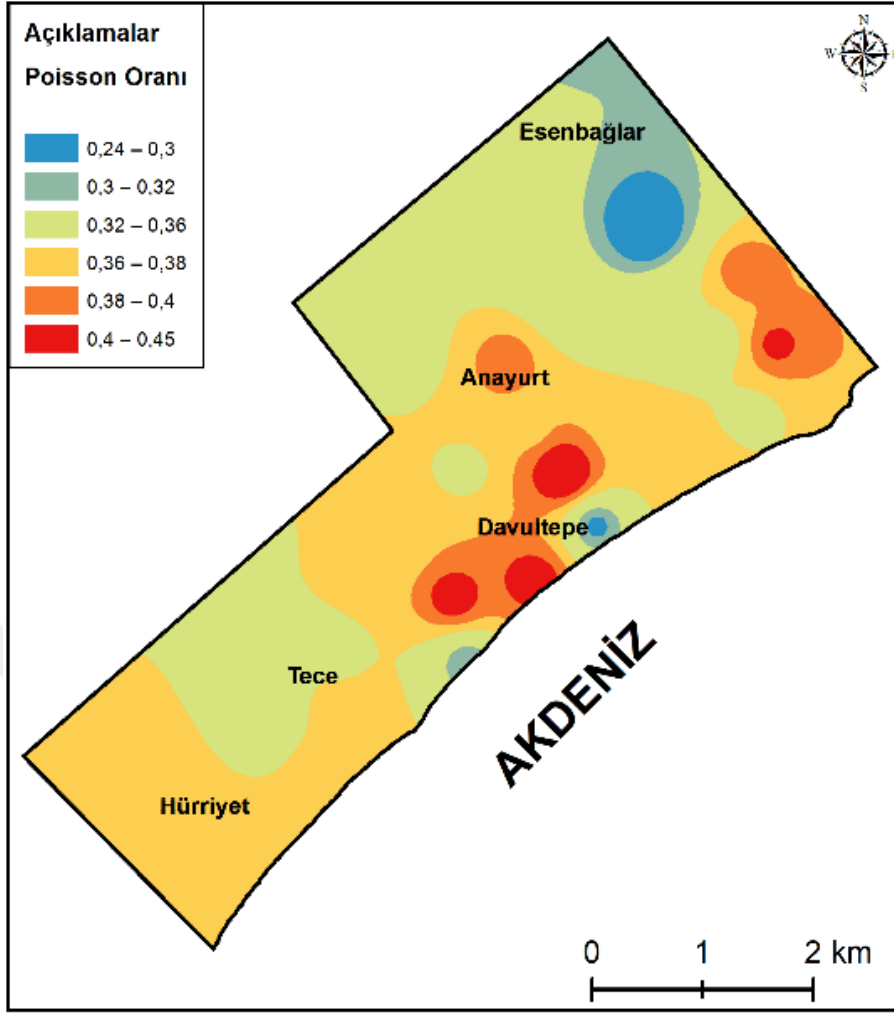 Açıklamalar
Poisson Oranı
0,24 – 0,3
0,3 – 0,32
0,32 – 0,36
0,36 – 0,38
0,38 – 0,4
0,4 – 0,45
N
W
S
Esenbağlar
Anayurt
Davultepe
Tece
Hürriyet
AKDENİZ
0 1 2 km